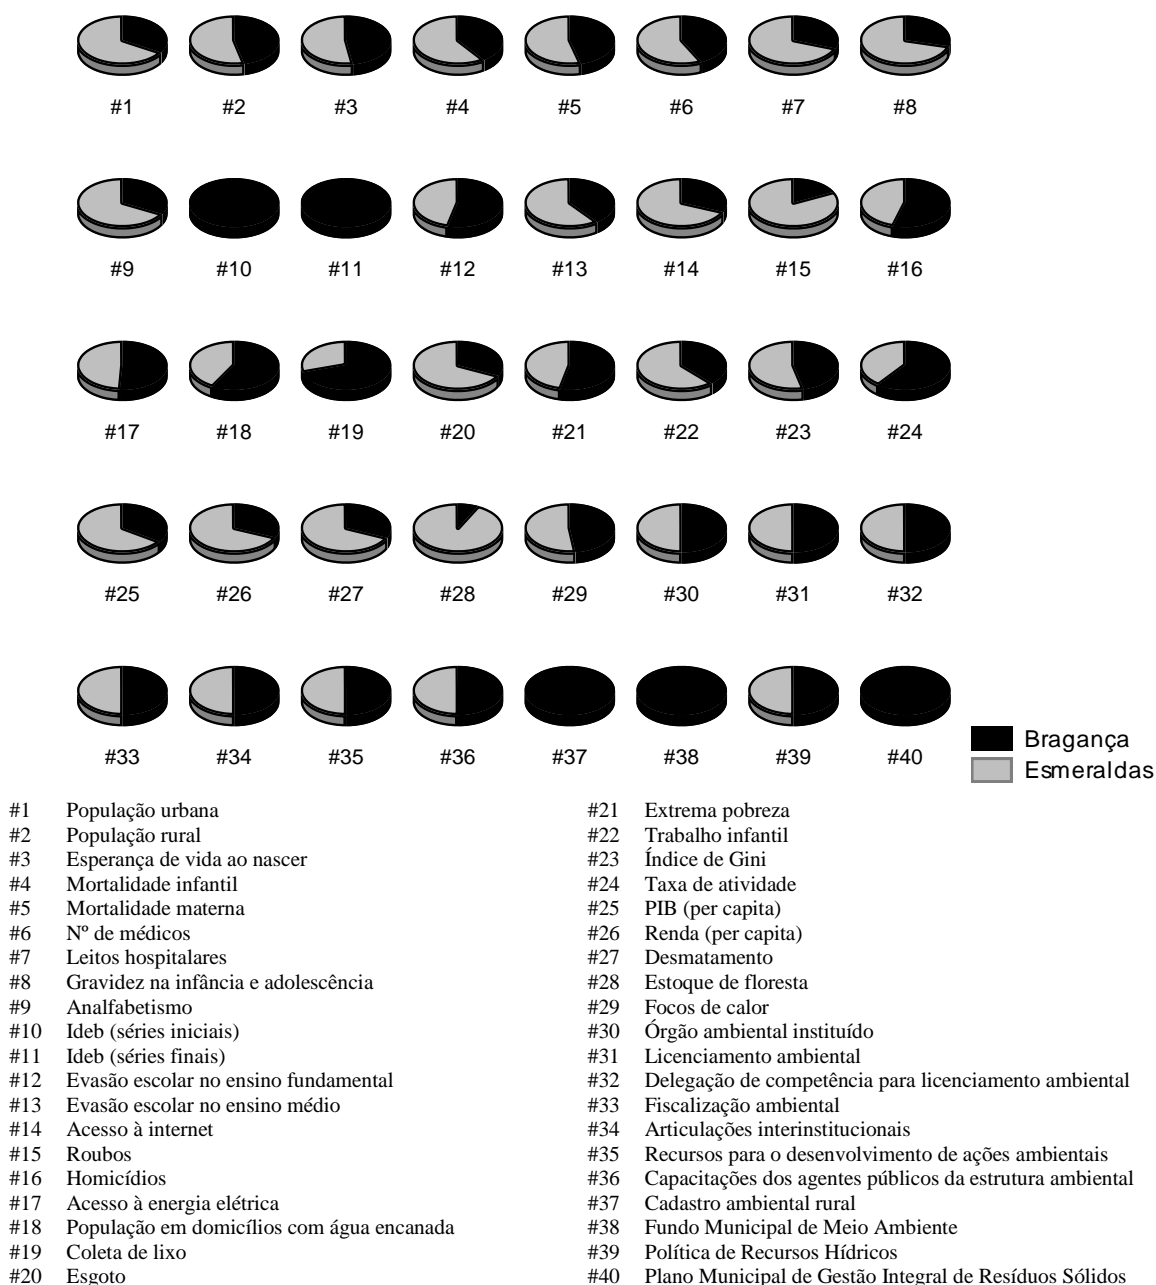 #1 #2 #3 #4 #5 #6 #7 #8
#9 #10 #11 #12 #13 #14 #15 #16
#17 #18 #19 #20 #21 #22 #23 #24
#25 #26 #27 #28 #29 #30 #31 #32
#33 #34 #35 #36 #37 #38 #39 #40
Bragança
Esmeraldas
#1 População urbana
#2 População rural
#3 Esperança de vida ao nascer
#4 Mortalidade infantil
#5 Mortalidade materna
#6 Nº de médicos
#7 Leitos hospitalares
#8 Gravidez na infância e adolescência
#9 Analfabetismo
#10 Ideb (séries iniciais)
#11 Ideb (séries finais)
#12 Evasão escolar no ensino fundamental
#13 Evasão escolar no ensino médio
#14 Acesso à internet
#15 Roubos
#16 Homicídios
#17 Acesso à energia elétrica
#18 População em domicílios com água encanada
#19 Coleta de lixo
#20 Esgoto
#21 Extrema pobreza
#22 Trabalho infantil
#23 Índice de Gini
#24 Taxa de atividade
#25 PIB (per capita)
#26 Renda (per capita)
#27 Desmatamento
#28 Estoque de floresta
#29 Focos de calor
#30 Órgão ambiental instituído
#31 Licenciamento ambiental
#32 Delegação de competência para licenciamento ambiental
#33 Fiscalização ambiental
#34 Articulações interinstitucionais
#35 Recursos para o desenvolvimento de ações ambientais
#36 Capacitações dos agentes públicos da estrutura ambiental
#37 Cadastro ambiental rural
#38 Fundo Municipal de Meio Ambiente
#39 Política de Recursos Hídricos
#40 Plano Municipal de Gestão Integral de Resíduos Sólidos